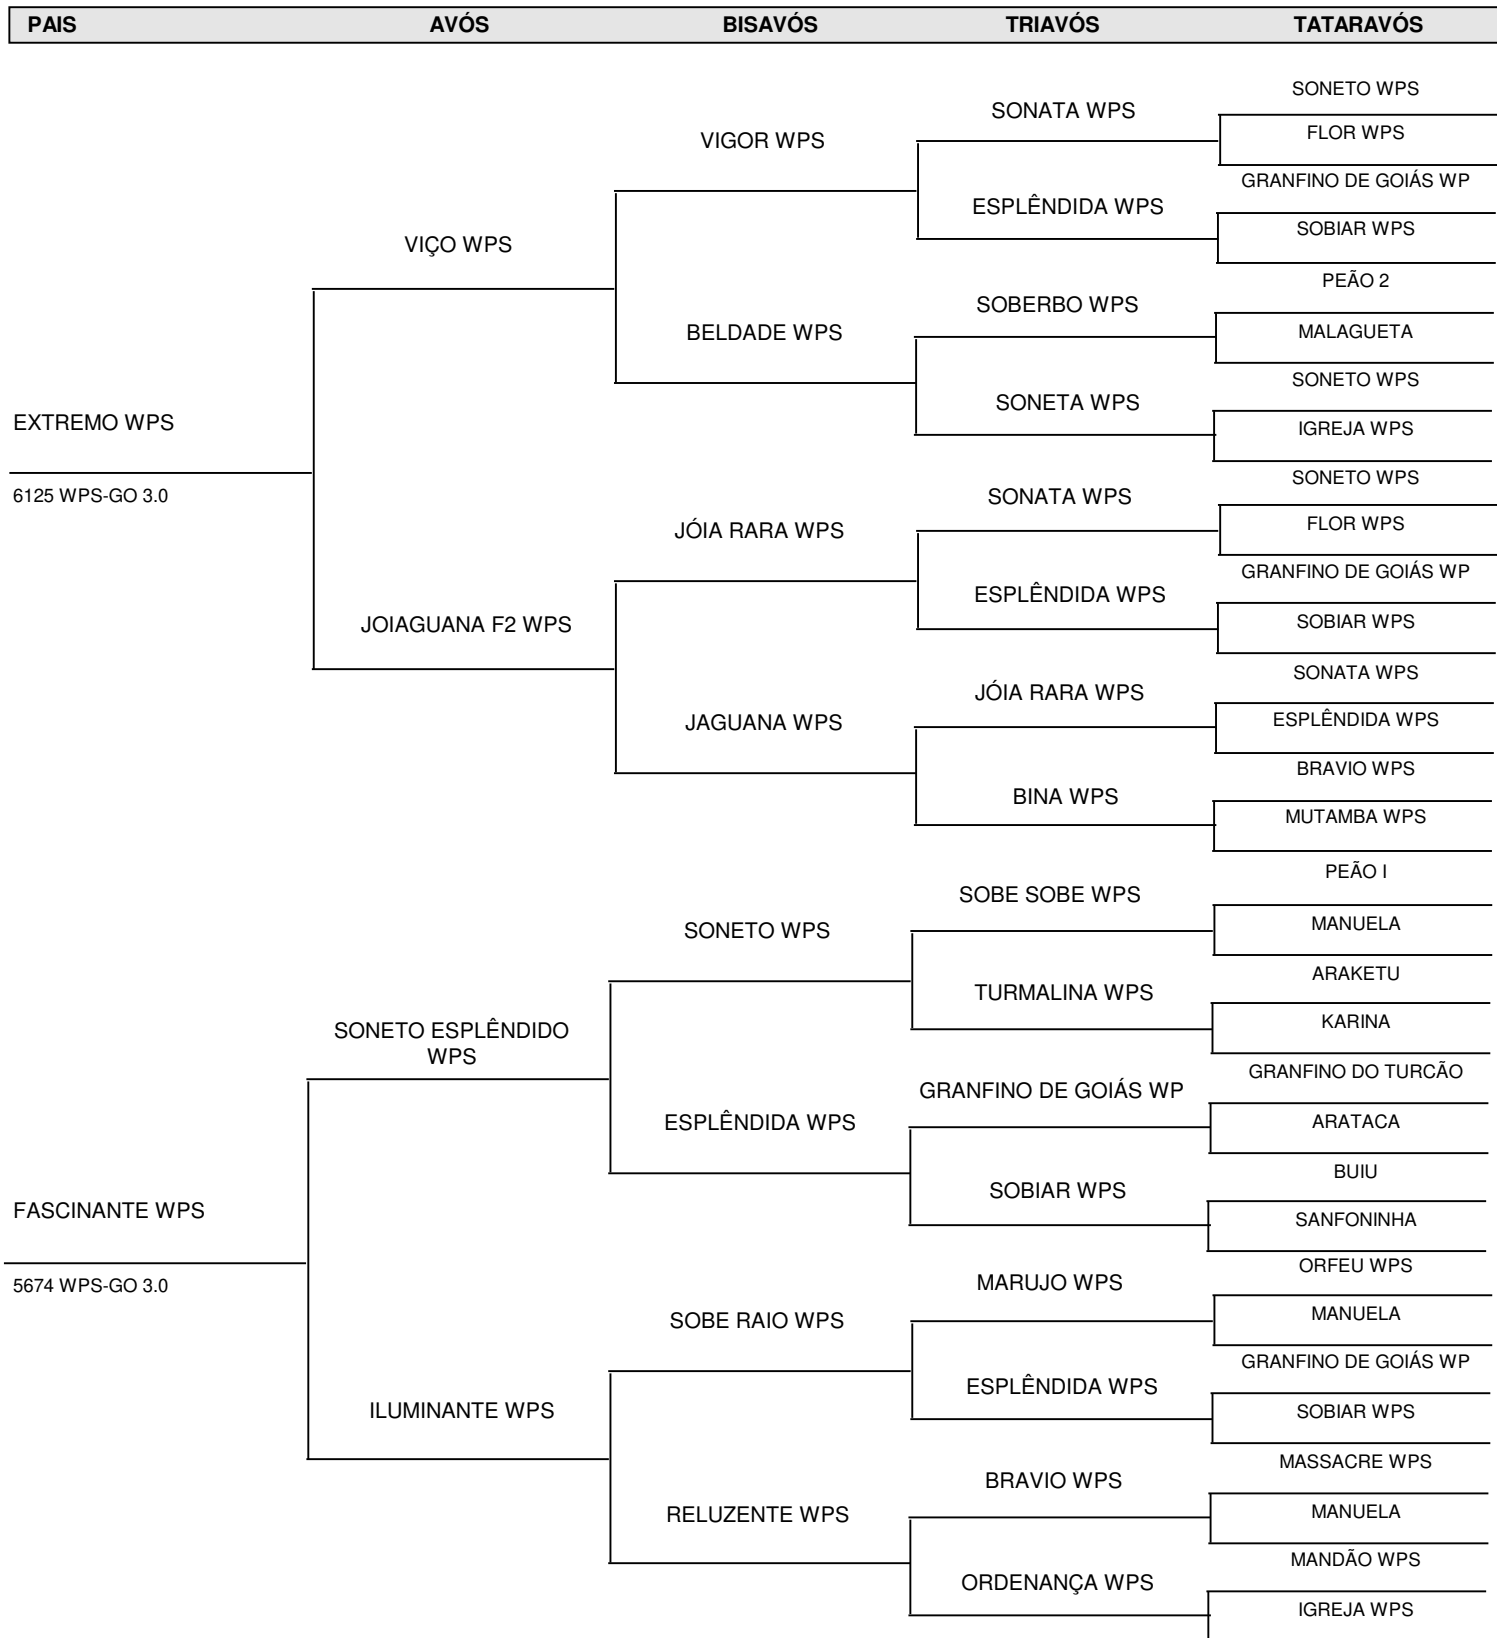 PAIS AVÓS BISAVÓS TRIAVÓS TATARAVÓS
SONETO WPS
SONATA WPS
FLOR WPS
VIGOR WPS
GRANFINO DE GOIÁS WP
ESPLÊNDIDA WPS
SOBIAR WPS
VIÇO WPS
PEÃO 2
SOBERBO WPS
MALAGUETA
BELDADE WPS
SONETO WPS
SONETA WPS
IGREJA WPS
EXTREMO WPS
6125 WPS-GO 3.0
SONETO WPS
SONATA WPS
FLOR WPS
JÓIA RARA WPS
GRANFINO DE GOIÁS WP
ESPLÊNDIDA WPS
SOBIAR WPS
JOIAGUANA F2 WPS
SONATA WPS
JÓIA RARA WPS
ESPLÊNDIDA WPS
JAGUANA WPS
BRAVIO WPS
BINA WPS
MUTAMBA WPS
PEÃO I
SOBE SOBE WPS
MANUELA
SONETO WPS
ARAKETU
TURMALINA WPS
KARINA
SONETO ESPLÊNDIDO
WPS
GRANFINO DO TURCÃO
GRANFINO DE GOIÁS WP
ARATACA
ESPLÊNDIDA WPS
BUIU
SOBIAR WPS
SANFONINHA
FASCINANTE WPS
5674 WPS-GO 3.0
ORFEU WPS
MARUJO WPS
MANUELA
SOBE RAIO WPS
GRANFINO DE GOIÁS WP
ESPLÊNDIDA WPS
SOBIAR WPS
ILUMINANTE WPS
MASSACRE WPS
BRAVIO WPS
MANUELA
RELUZENTE WPS
MANDÃO WPS
ORDENANÇA WPS
IGREJA WPS